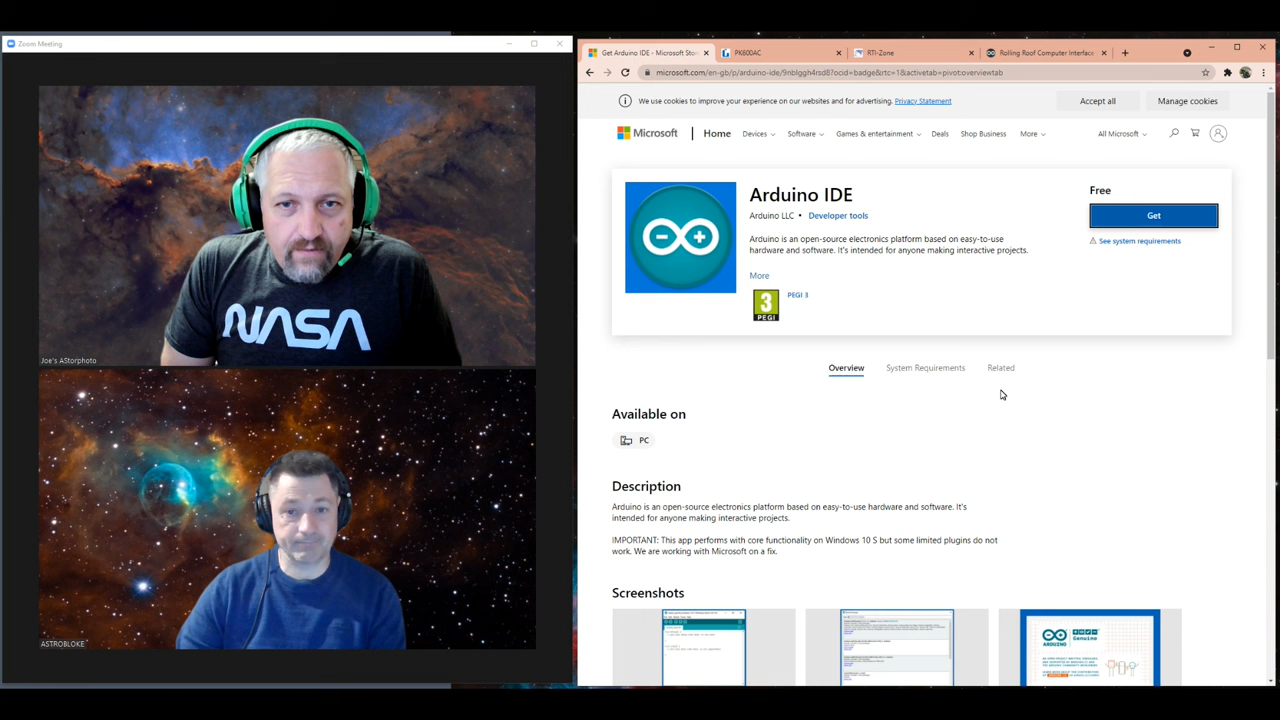 Zoom Meeting
NASA
Joe's AStorphoto
ASTROBLOKE
Get Arduino IDE - Microsoft Sto
PK600AC
RTI-Zone
Rolling Roof Computer Interface
microsoft.com/en-gb/p/arduino-ide/9nblggh4rsd8?ocid=badge&rtc=1&activetab=pivot:overviewtab
We use cookies to improve your experience on our websites and for advertising. Privacy Statement
Accept all
Manage cookies
Microsoft
Home
Devices
Software
Games & entertainment
Deals
Shop Business
More
All Microsoft
Arduino IDE
Arduino LLC • Developer tools
Arduino is an open-source electronics platform based on easy-to-use
hardware and software. It's intended for anyone making interactive projects.
More
3
PEGI
PEGI 3
Free
Get
See system requirements
Overview
System Requirements
Related
Available on
PC
Description
Arduino is an open-source electronics platform based on easy-to-use hardware and software. It's
intended for anyone making interactive projects.
IMPORTANT: This app performs with core functionality on Windows 10 S but some limited plugins do not
work. We are working with Microsoft on a fix.
Screenshots
ARDUINO
Genuino